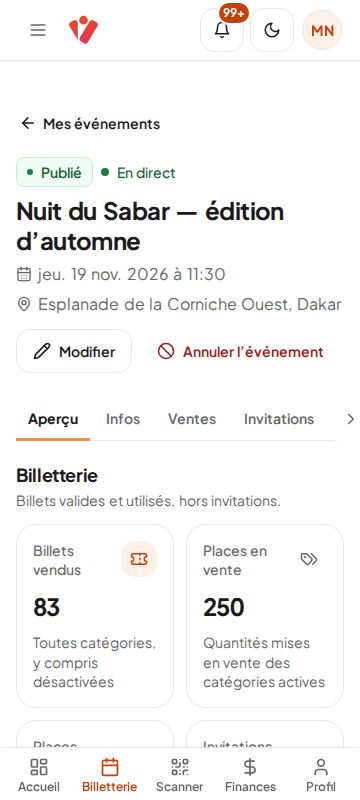 99+
MN
Mes événements
Publié
En direct
Nuit du Sabar — édition
d’automne
jeu. 19 nov. 2026 à 11:30
Esplanade de la Corniche Ouest, Dakar
Modifier
Annuler l’événement
Aperçu
Infos
Ventes
Invitations
Billetterie
Billets valides et utilisés, hors invitations.
Billets
vendus
83
Toutes catégories,
y compris
désactivées
Places en
vente
250
Quantités mises
en vente des
catégories actives
Places
Invitations
Accueil
Billetterie
Scanner
Finances
Profil